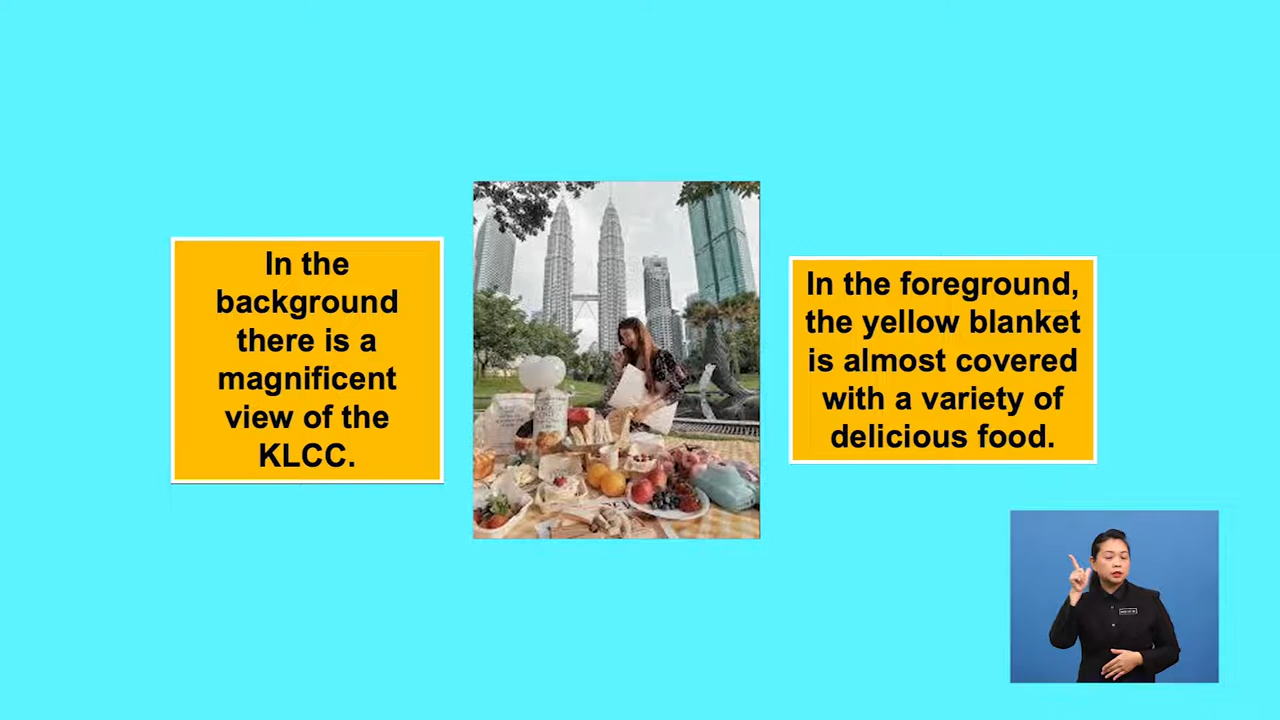 In the
background
there is a
magnificent
view of the
KLCC.
In the foreground,
the yellow blanket
is almost covered
with a variety of
delicious food.